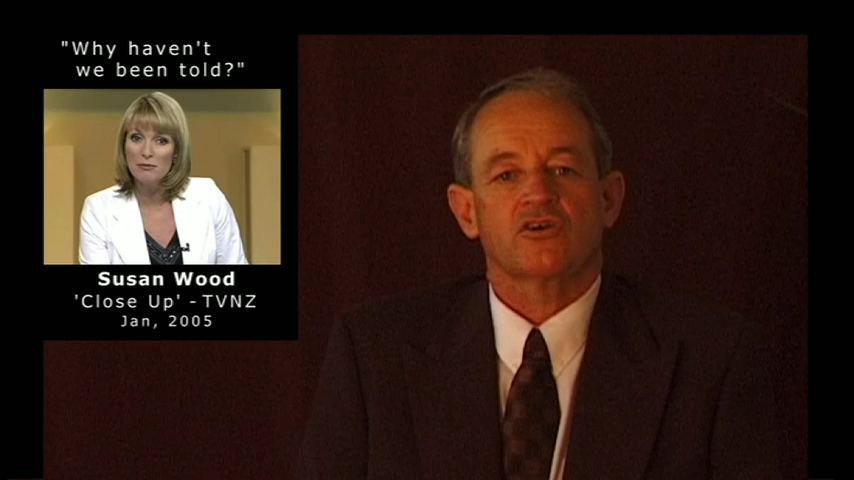 "Why haven't
we been told?"
Susan Wood
'Close Up' - TVNZ
Jan, 2005